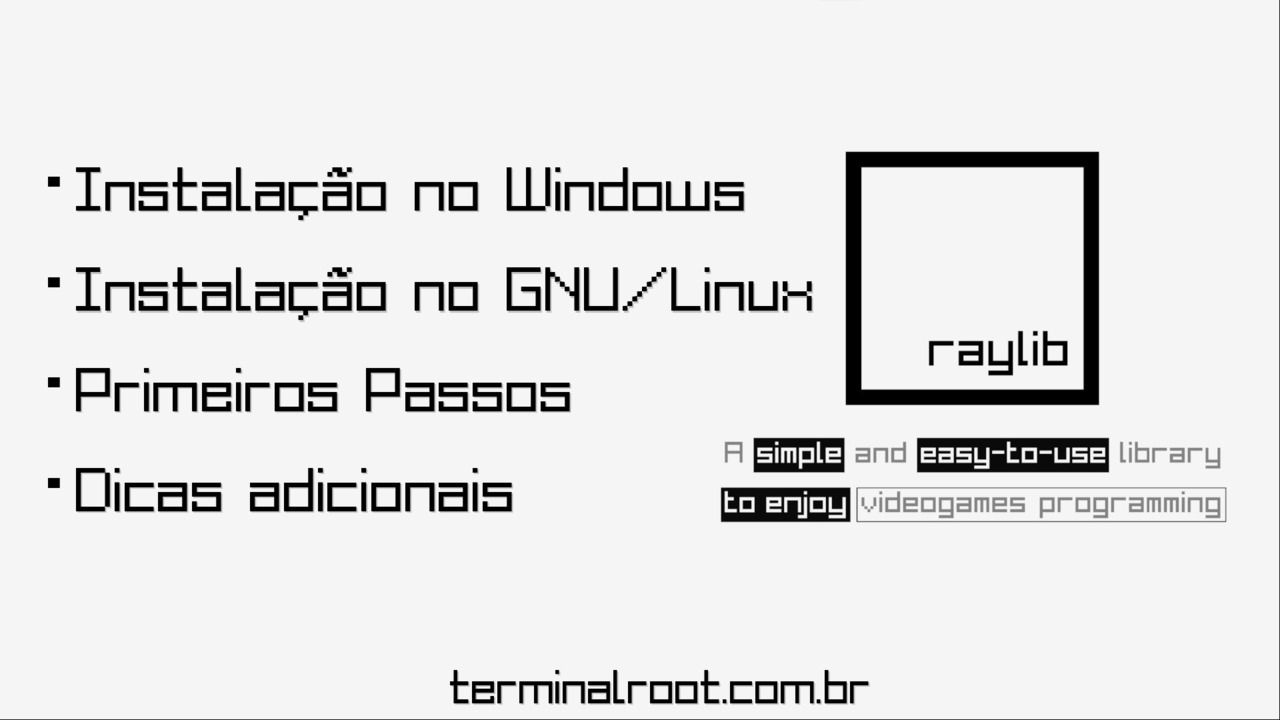 ▪ Instalação no Windows
▪ Instalação no GNU/Linux
▪ Primeiros Passos
▪ Dicas adicionais
raylib
A simple and easy-to-use library
to enjoy videogames programming
terminalroot.com.br